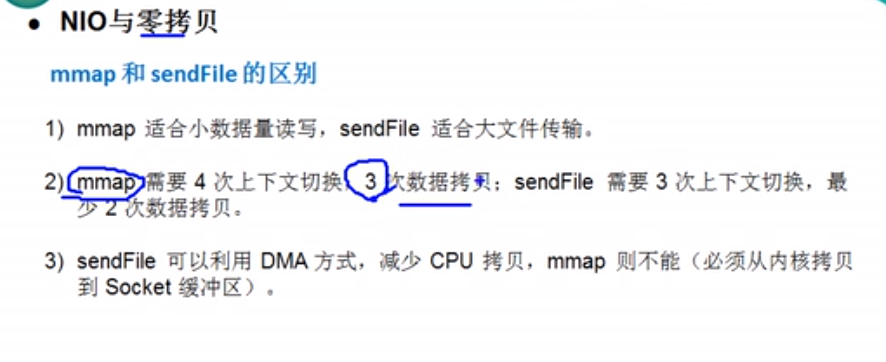 NIO与零拷贝
mmap 和 sendFile 的区别
1) mmap 适合小数据量读写，sendFile 适合大文件传输。
2) mmap 需要 4 次上下文切换，3 次数据拷贝；sendFile 需要 3 次上下文切换，最
少 2 次数据拷贝。
3) sendFile 可以利用 DMA 方式，减少 CPU 拷贝，mmap 则不能（必须从内核拷贝
到 Socket 缓冲区）。